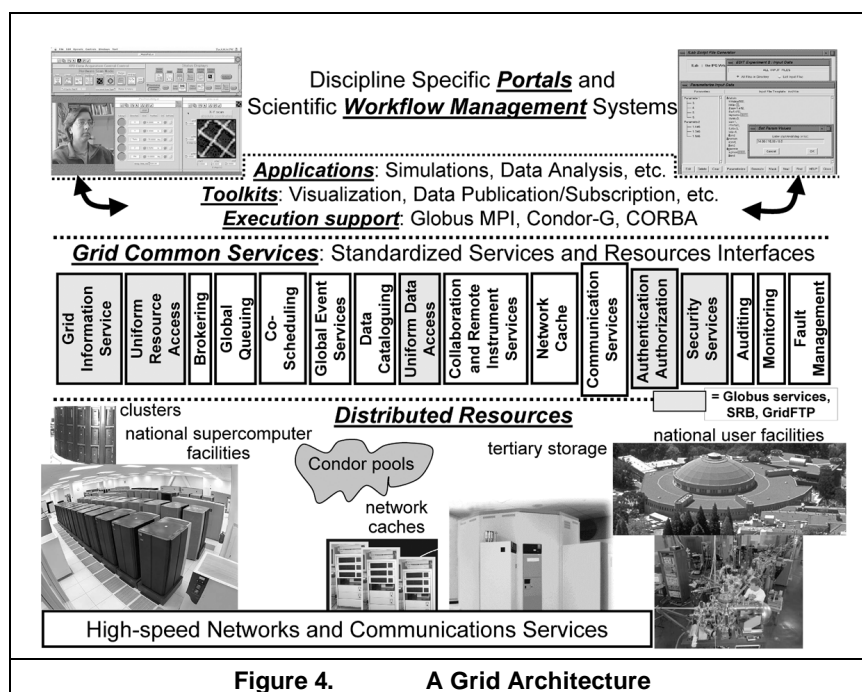 Discipline Specific Portals and
Scientific Workflow Management Systems
Applications: Simulations, Data Analysis, etc.
Toolkits: Visualization, Data Publication/Subscription, etc.
Execution support: Globus MPI, Condor-G, CORBA
Grid Common Services: Standardized Services and Resources Interfaces
Grid
Information
Service
Uniform
Resource
Access
Brokering
Global
Queuing
Co-
Scheduling
Global Event
Services
Data
Cataloguing
Uniform Data
Access
Collaboration
and Remote
Instrument
Services
Network
Cache
Communication
Services
Authentication
Authorization
Security
Services
Auditing
Monitoring
Fault
Management
= Globus services,
SRB, GridFTP
Distributed Resources
clusters
national supercomputer
facilities
Condor pools
network
caches
tertiary storage
national user facilities
High-speed Networks and Communications Services
Figure 4. A Grid Architecture